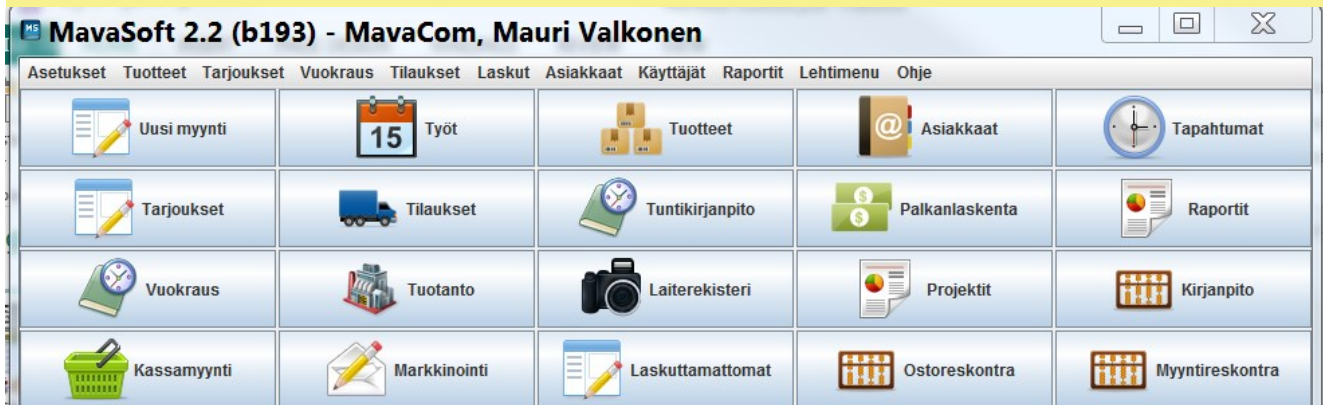 MS MavaSoft 2.2 (b193) - MavaCom, Mauri Valkonen
Asetukset Tuotteet Tarjoukset Vuokraus Tilaukset Laskut Asiakkaat Käyttäjät Raportit Lehtimenu Ohje
Uusi myynti 15 Työt Tuotteet @ Asiakkaat Tapahtumat
Tarjoukset Tilaukset Tuntikirjanpito $ $ Palkanlaskenta Raportit
Vuokraus Tuotanto Laiterekisteri Projektit Kirjanpito
Kassamyynti Markkinointi Laskuttamattomat Ostoreskontra Myyntireskontra